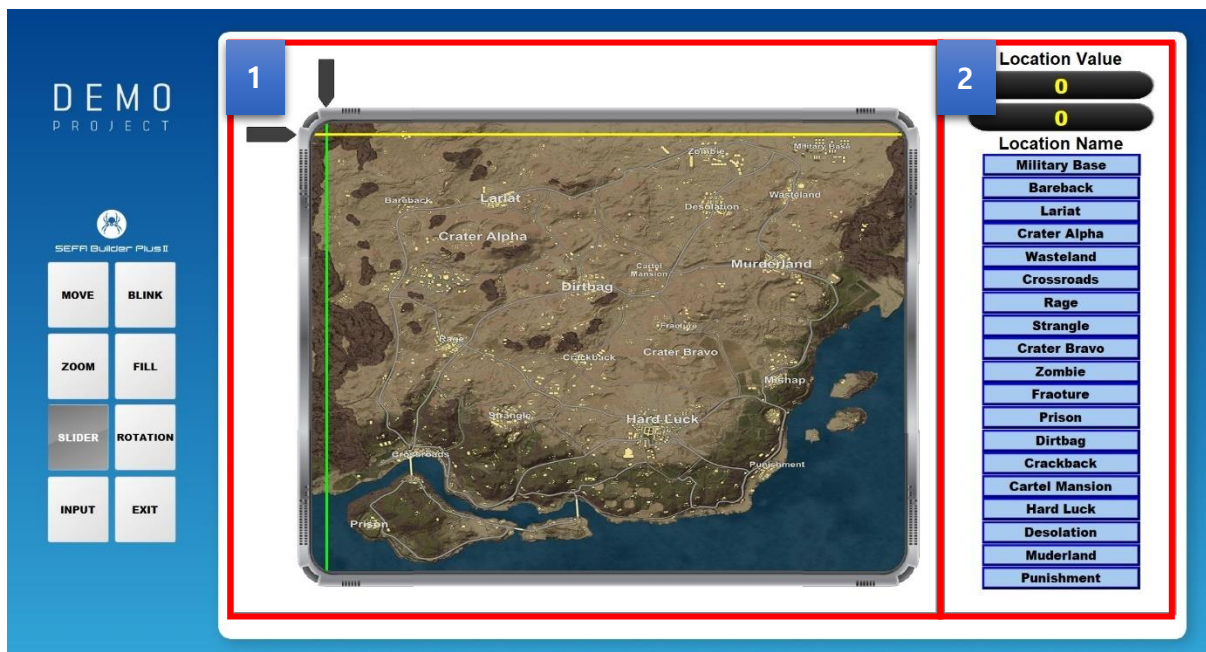 DEMO
PROJECT
SEFA Builder Plus II
MOVE
BLINK
ZOOM
FILL
SLIDER
ROTATION
INPUT
EXIT
1
Zombie
Military Base
Bareback
Lariat
Desolation
Wasteland
Crater Alpha
Cartel
Mansion
Murderland
Dirtbag
Fracture
Rage
Crackback
Crater Bravo
Mishap
Strangle
Hard Luck
Crossroads
Punishment
Prison
2
Location Value
0
0
Location Name
Military Base
Bareback
Lariat
Crater Alpha
Wasteland
Crossroads
Rage
Strangle
Crater Bravo
Zombie
Fraoture
Prison
Dirtbag
Crackback
Cartel Mansion
Hard Luck
Desolation
Muderland
Punishment